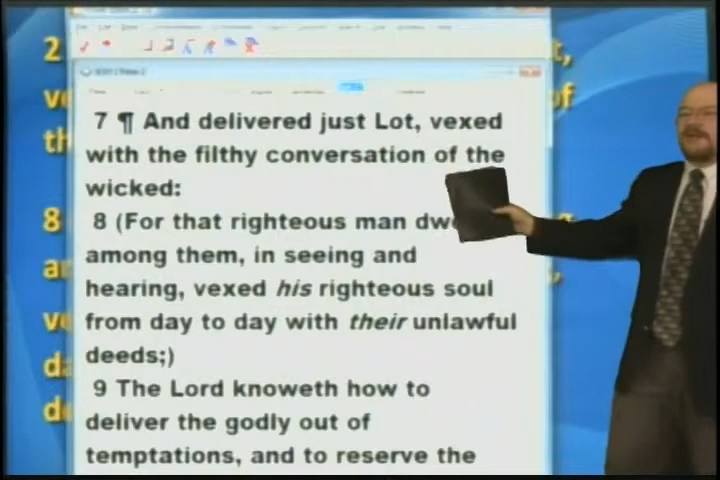 2
7 ¶ And delivered just Lot, vexed
with the filthy conversation of the
wicked:
8 (For that righteous man
among them, in seeing and
hearing, vexed his righteous soul
from day to day with their unlawful
deeds;)
9 The Lord knoweth how to
deliver the godly out of
temptations, and to reserve the
8